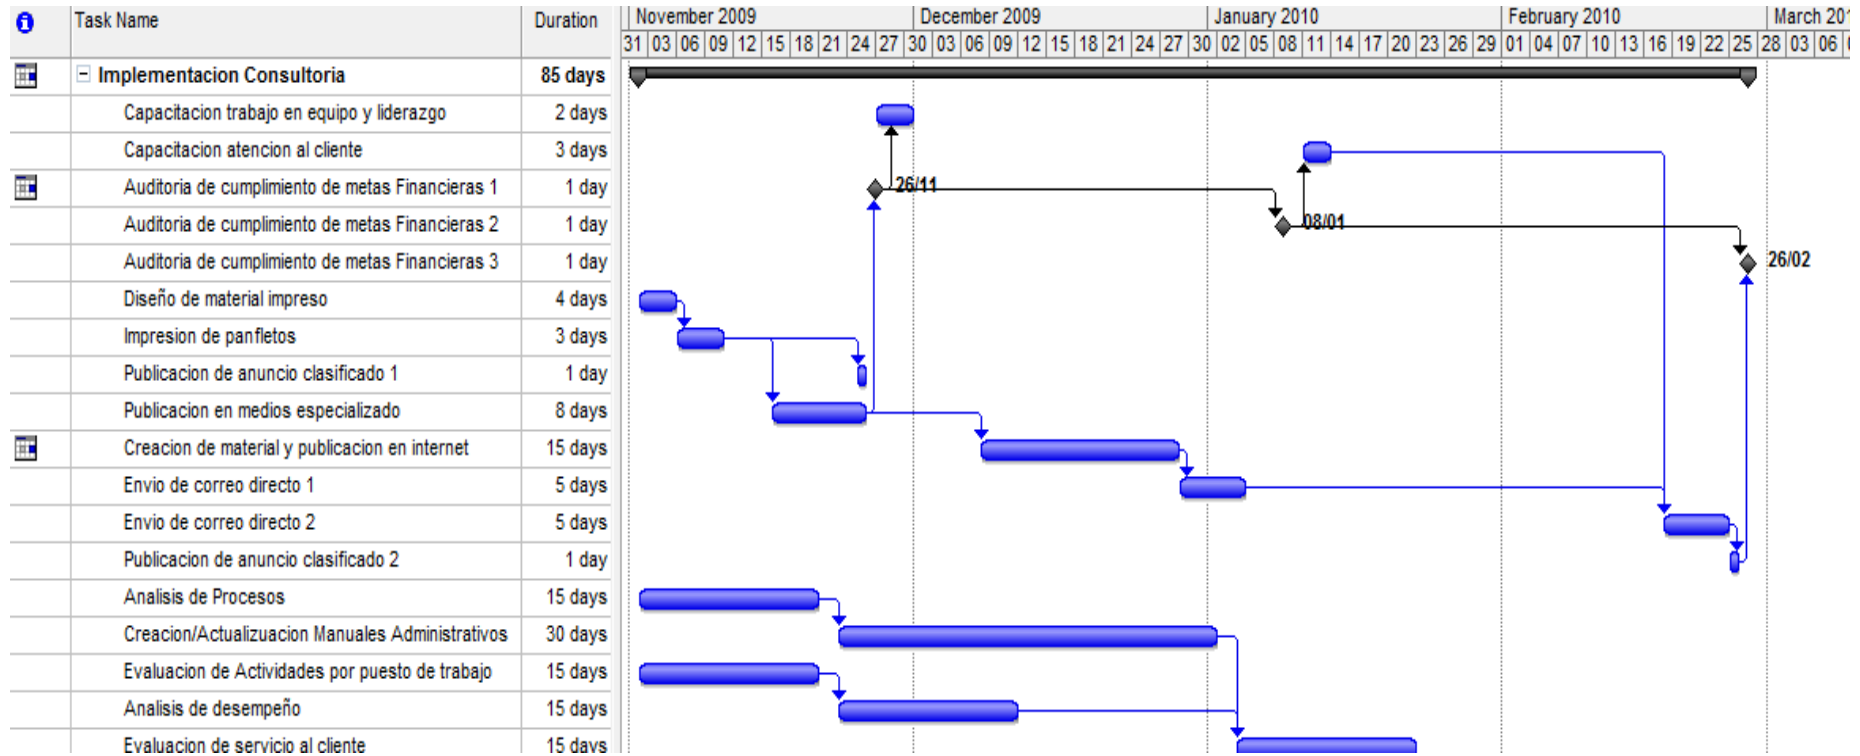 Task Name Duration November 2009 December 2009 January 2010 February 2010 March 201
31 03 06 09 12 15 18 21 24 27 30 03 06 09 12 15 18 21 24 27 30 02 05 08 11 14 17 20 23 26 29 01 04 07 10 13 16 19 22 25 28 03 06
Implementacion Consultoria 85 days
Capacitacion trabajo en equipo y liderazgo 2 days
Capacitacion atencion al cliente 3 days
Auditoria de cumplimiento de metas Financieras 1 1 day 26/11
Auditoria de cumplimiento de metas Financieras 2 1 day 08/01
Auditoria de cumplimiento de metas Financieras 3 1 day 26/02
Diseño de material impreso 4 days
Impresion de panfletos 3 days
Publicacion de anuncio clasificado 1 1 day
Publicacion en medios especializado 8 days
Creacion de material y publicacion en internet 15 days
Envio de correo directo 1 5 days
Envio de correo directo 2 5 days
Publicacion de anuncio clasificado 2 1 day
Analisis de Procesos 15 days
Creacion/Actualizuacion Manuales Administrativos 30 days
Evaluacion de Actividades por puesto de trabajo 15 days
Analisis de desempeño 15 days
Evaluacion de servicio al cliente 15 days